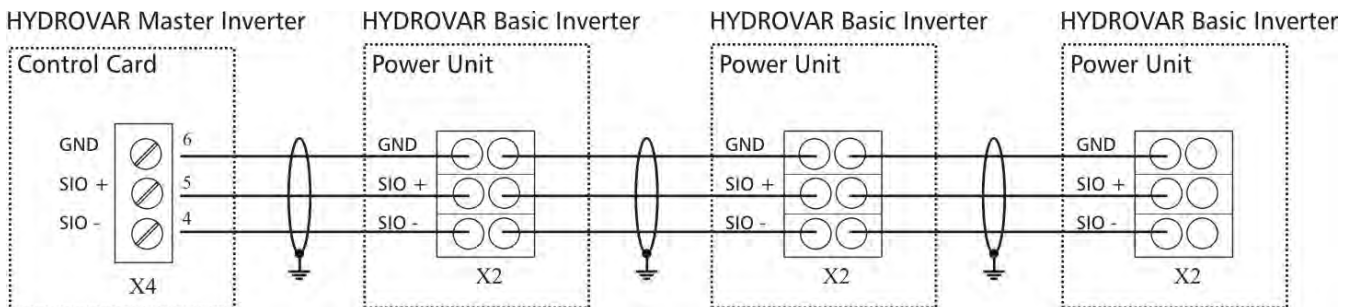 HYDROVAR Master Inverter HYDROVAR Basic Inverter HYDROVAR Basic Inverter HYDROVAR Basic Inverter
Control Card Power Unit Power Unit Power Unit
GND 6 GND GND GND
SIO + 5 SIO + SIO + SIO +
SIO - 4 SIO - SIO - SIO -
X4 X2 X2 X2